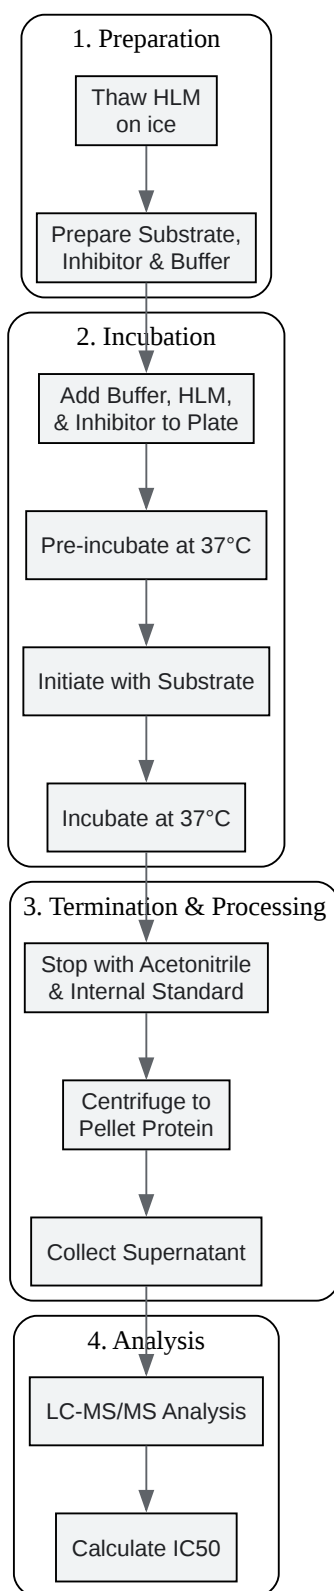 1. Preparation
Thaw HLM
on ice
Prepare Substrate,
Inhibitor & Buffer
2. Incubation
Add Buffer, HLM,
& Inhibitor to Plate
Pre-incubate at 37°C
Initiate with Substrate
Incubate at 37°C
3. Termination & Processing
Stop with Acetonitrile
& Internal Standard
Centrifuge to
Pellet Protein
Collect Supernatant
4. Analysis
LC-MS/MS Analysis
Calculate IC50